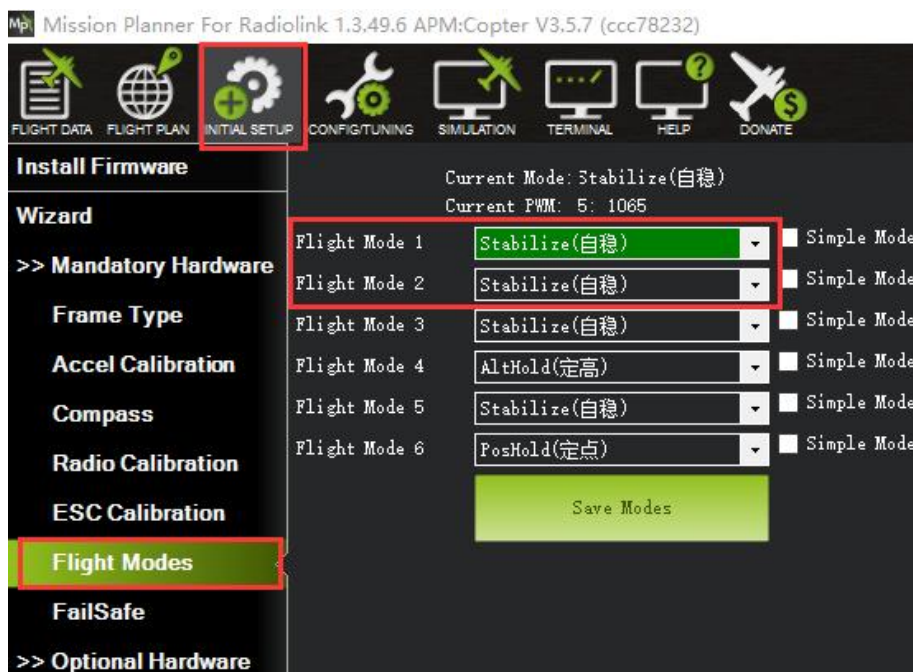 Mp Mission Planner For Radiolink 1.3.49.6 APM:Copter V3.5.7 (ccc78232)
FLIGHT DATA FLIGHT PLAN INITIAL SETUP CONFIG/TUNING SIMULATION TERMINAL HELP DONATE
Install Firmware
Wizard
>> Mandatory Hardware
Frame Type
Accel Calibration
Compass
Radio Calibration
ESC Calibration
Flight Modes
FailSafe
>> Optional Hardware
Current Mode: Stabilize(自稳)
Current PWM: 5: 1065
Flight Mode 1 Stabilize(自稳) Simple Mode
Flight Mode 2 Stabilize(自稳) Simple Mode
Flight Mode 3 Stabilize(自稳) Simple Mode
Flight Mode 4 AltHold(定高) Simple Mode
Flight Mode 5 Stabilize(自稳) Simple Mode
Flight Mode 6 PosHold(定点) Simple Mode
Save Modes